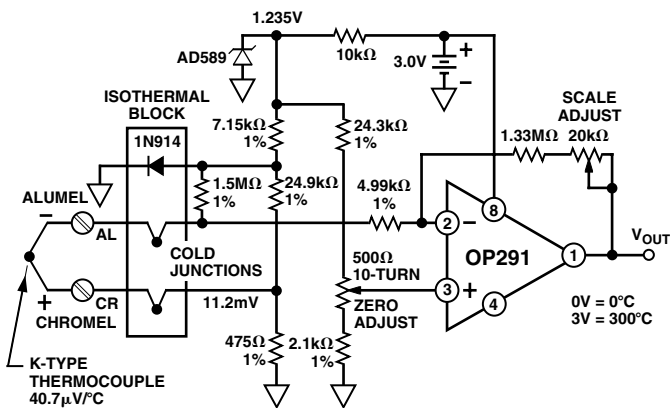 1.235V
AD589
10kΩ
3.0V
+
−
ISOTHERMAL
BLOCK
1N914
7.15kΩ
1%
24.3kΩ
1%
SCALE
ADJUST
1.33MΩ
20kΩ
ALUMEL
−
AL
1.5MΩ
1%
24.9kΩ
1%
4.99kΩ
1%
2
−
8
OP291
1
VOUT
COLD
JUNCTIONS
500Ω
10-TURN
3
+
4
ZERO
ADJUST
+
CR
CHROMEL
11.2mV
0V = 0°C
3V = 300°C
475Ω
1%
2.1kΩ
1%
K-TYPE
THERMOCOUPLE
40.7μV/°C